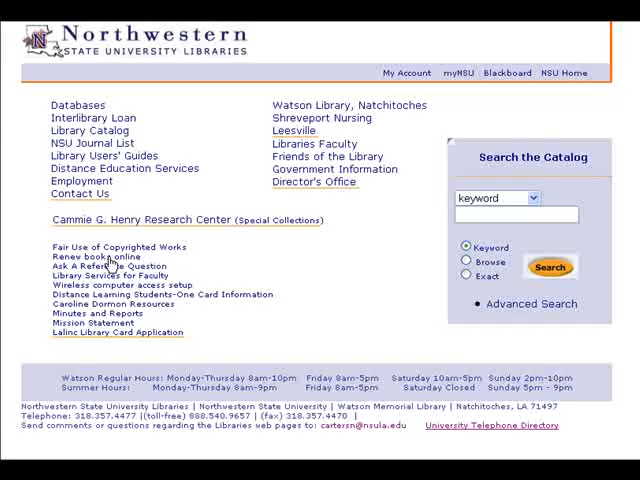 Northwestern
STATE UNIVERSITY LIBRARIES
My Account myNSU Blackboard NSU Home
Databases
Interlibrary Loan
Library Catalog
NSU Journal List
Library Users' Guides
Distance Education Services
Employment
Contact Us
Watson Library, Natchitoches
Shreveport Nursing
Leesville
Libraries Faculty
Friends of the Library
Government Information
Director's Office
Cammie G. Henry Research Center (Special Collections)
Fair Use of Copyrighted Works
Renew books online
Ask A Reference Question
Library Services for Faculty
Wireless computer access setup
Distance Learning Students-One Card Information
Caroline Dormon Resources
Minutes and Reports
Mission Statement
Lalinc Library Card Application
Search the Catalog
keyword
Keyword
Browse
Exact
Search
• Advanced Search
Watson Regular Hours: Monday-Thursday 8am-10pm Friday 8am-5pm Saturday 10am-5pm Sunday 2pm-10pm
Summer Hours: Monday-Thursday 8am-9pm Friday 8am-5pm Saturday Closed Sunday 5pm - 9pm
Northwestern State University Libraries | Northwestern State University | Watson Memorial Library | Natchitoches, LA 71497
Telephone: 318.357.4477 |(toll-free) 888.540.9657 | (fax) 318.357.4470 |
Send comments or questions regarding the Libraries web pages to: cartersn@nsula.edu University Telephone Directory